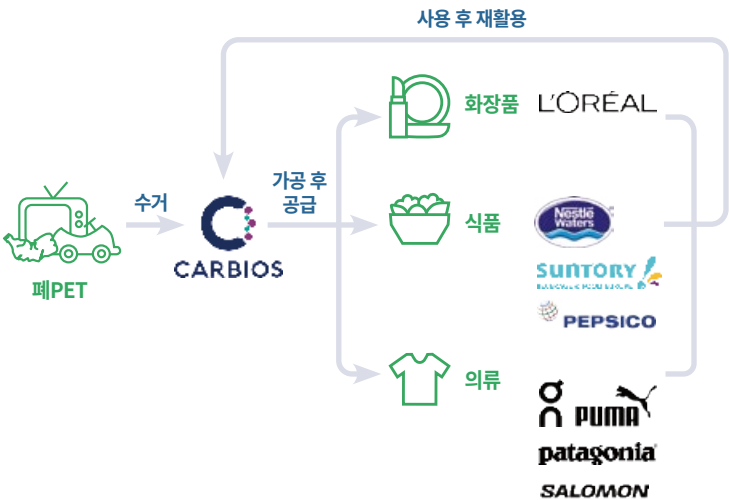 사용 후 재활용
화장품
L'ORÉAL
수거
가공 후
공급
CARBIOS
식품
Nestlé
Waters
SUNTORY
PEPSICO
폐PET
의류
on
PUMA
patagonia
SALOMON